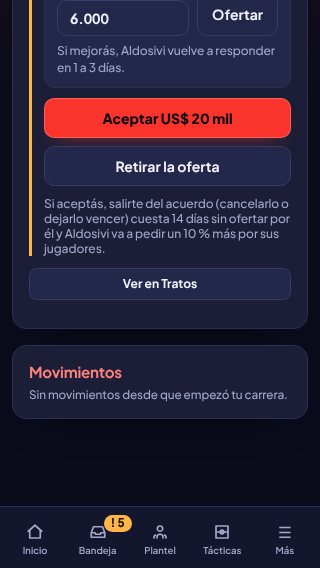 6.000
Ofertar
Si mejorás, Aldosivi vuelve a responder
en 1 a 3 días.
Aceptar US$ 20 mil
Retirar la oferta
Si aceptás, salirte del acuerdo (cancelarlo o
dejarlo vencer) cuesta 14 días sin ofertar por
él y Aldosivi va a pedir un 10 % más por sus
jugadores.
Ver en Tratos
Movimientos
Sin movimientos desde que empezó tu carrera.
! 5
Inicio
Bandeja
Plantel
Tácticas
Más